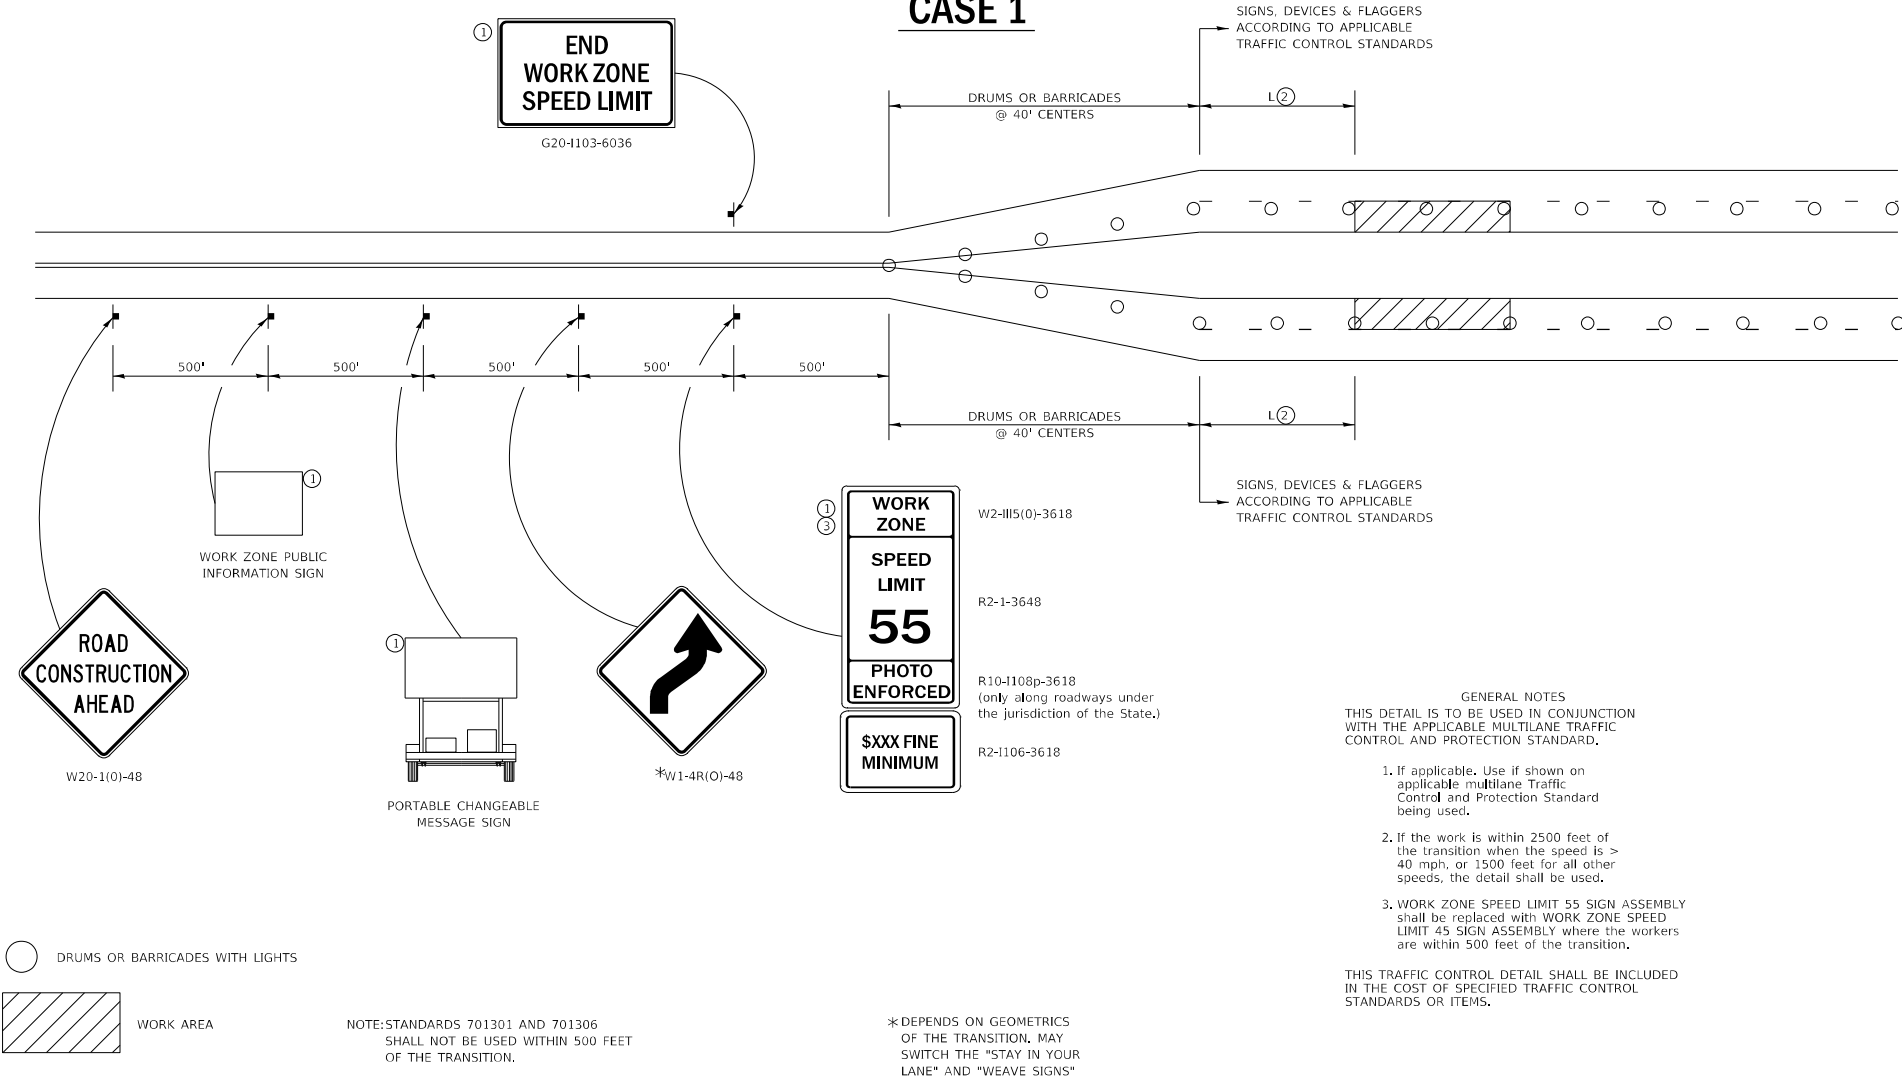 CASE 1
SIGNS, DEVICES & FLAGGERS
ACCORDING TO APPLICABLE
TRAFFIC CONTROL STANDARDS
1
END
WORK ZONE
SPEED LIMIT
G20-I103-6036
DRUMS OR BARRICADES
@ 40' CENTERS
L 2
500'
500'
500'
500'
500'
DRUMS OR BARRICADES
@ 40' CENTERS
L 2
SIGNS, DEVICES & FLAGGERS
ACCORDING TO APPLICABLE
TRAFFIC CONTROL STANDARDS
1
WORK ZONE PUBLIC
INFORMATION SIGN
ROAD
CONSTRUCTION
AHEAD
W20-1(0)-48
1
PORTABLE CHANGEABLE
MESSAGE SIGN
*W1-4R(O)-48
1
3
WORK
ZONE
W2-III5(0)-3618
SPEED
LIMIT
55
R2-1-3648
PHOTO
ENFORCED
R10-I108p-3618
(only along roadways under
the jurisdiction of the State.)
$XXX FINE
MINIMUM
R2-I106-3618
GENERAL NOTES
THIS DETAIL IS TO BE USED IN CONJUNCTION
WITH THE APPLICABLE MULTILANE TRAFFIC
CONTROL AND PROTECTION STANDARD.
1. If applicable. Use if shown on
applicable multilane Traffic
Control and Protection Standard
being used.
2. If the work is within 2500 feet of
the transition when the speed is >
40 mph, or 1500 feet for all other
speeds, the detail shall be used.
3. WORK ZONE SPEED LIMIT 55 SIGN ASSEMBLY
shall be replaced with WORK ZONE SPEED
LIMIT 45 SIGN ASSEMBLY where the workers
are within 500 feet of the transition.
THIS TRAFFIC CONTROL DETAIL SHALL BE INCLUDED
IN THE COST OF SPECIFIED TRAFFIC CONTROL
STANDARDS OR ITEMS.
DRUMS OR BARRICADES WITH LIGHTS
WORK AREA
NOTE: STANDARDS 701301 AND 701306
SHALL NOT BE USED WITHIN 500 FEET
OF THE TRANSITION.
* DEPENDS ON GEOMETRICS
OF THE TRANSITION. MAY
SWITCH THE "STAY IN YOUR
LANE" AND "WEAVE SIGNS"